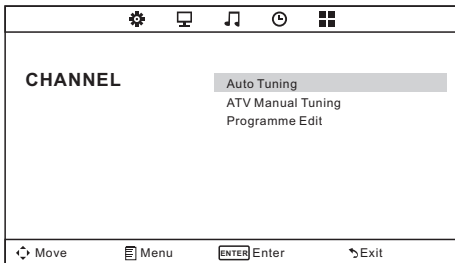 CHANNEL
Auto Tuning
ATV Manual Tuning
Programme Edit
Move Menu ENTER Enter Exit